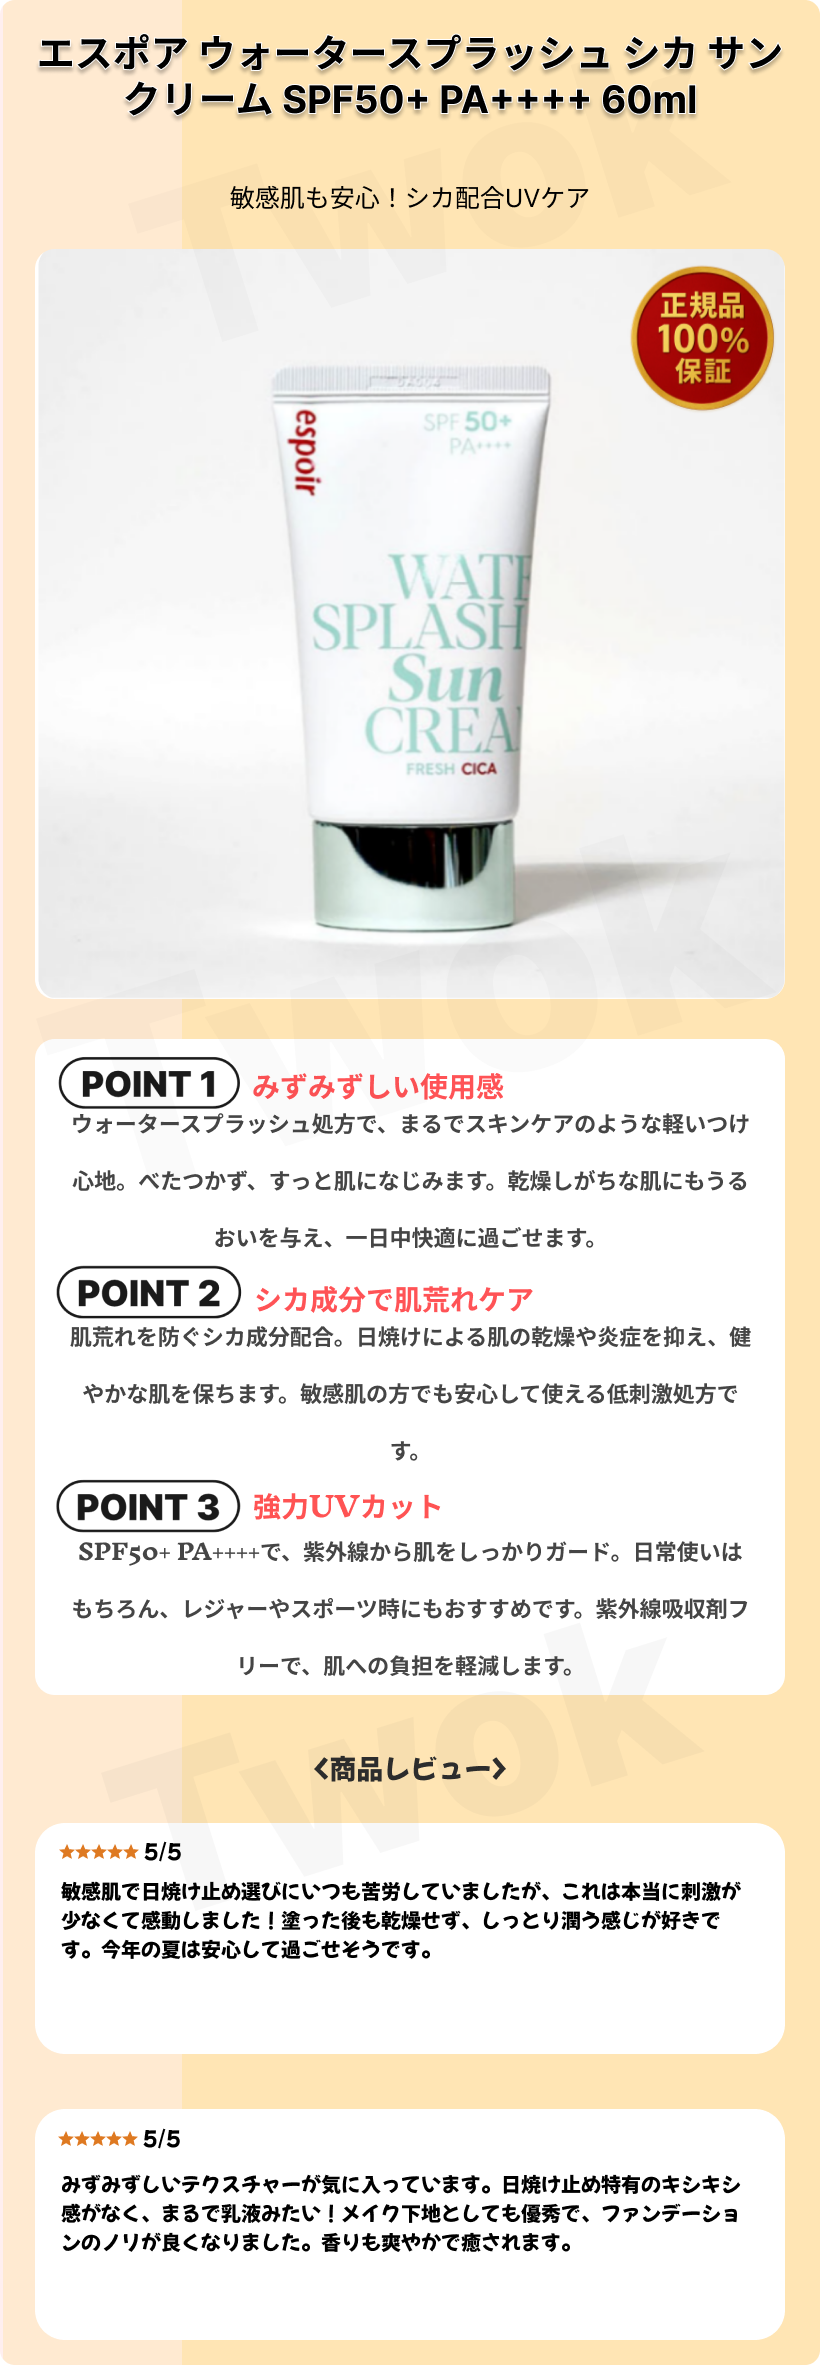 エスポア ウォータースプラッシュ シカ サン
クリーム SPF50+ PA++++ 60ml
敏感肌も安心！シカ配合UVケア
正規品
100%
保証
espoir
SPF 50+
PA++++
WATE
SPLASH
Sun
CREA
FRESH CICA
POINT 1 みずみずしい使用感
ウォータースプラッシュ処方で、まるでスキンケアのような軽いつけ
心地。べたつかず、すっと肌になじみます。乾燥しがちな肌にもうる
おいを与え、一日中快適に過ごせます。
POINT 2 シカ成分で肌荒れケア
肌荒れを防ぐシカ成分配合。日焼けによる肌の乾燥や炎症を抑え、健
やかな肌を保ちます。敏感肌の方でも安心して使える低刺激処方で
す。
POINT 3 強力UVカット
SPF50+ PA++++で、紫外線から肌をしっかりガード。日常使いは
もちろん、レジャーやスポーツ時にもおすすめです。紫外線吸収剤フ
リーで、肌への負担を軽減します。
<商品レビュー>
★★★★★ 5/5
敏感肌で日焼け止め選びにいつも苦労していましたが、これは本当に刺激が
少なくて感動しました！塗った後も乾燥せず、しっとり潤う感じが好きで
す。今年の夏は安心して過ごせそうです。
★★★★★ 5/5
みずみずしいテクスチャーが気に入っています。日焼け止め特有のキシキシ
感がなく、まるで乳液みたい！メイク下地としても優秀で、ファンデーショ
ンのノリが良くなりました。香りも爽やかで癒されます。
Twok
Twok
Twok